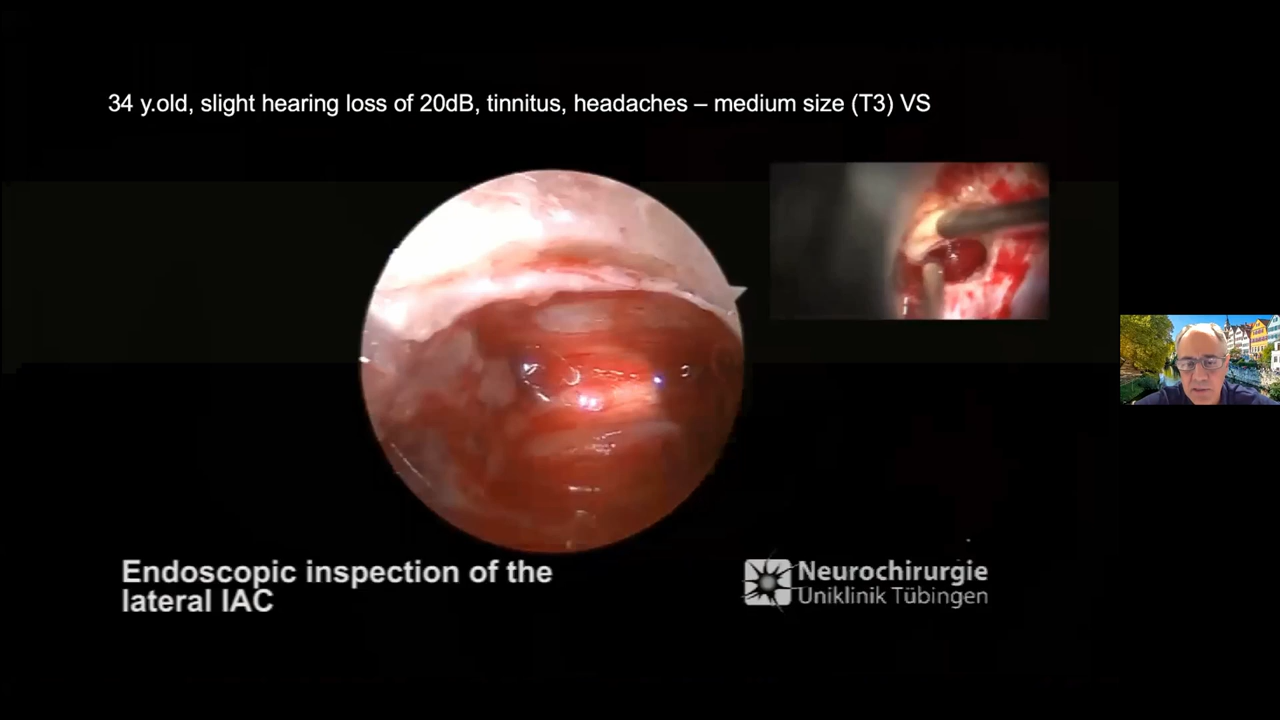 34 y.old, slight hearing loss of 20dB, tinnitus, headaches – medium size (T3) VS
Endoscopic inspection of the
lateral IAC
Neurochirurgie
Uniklinik Tübingen